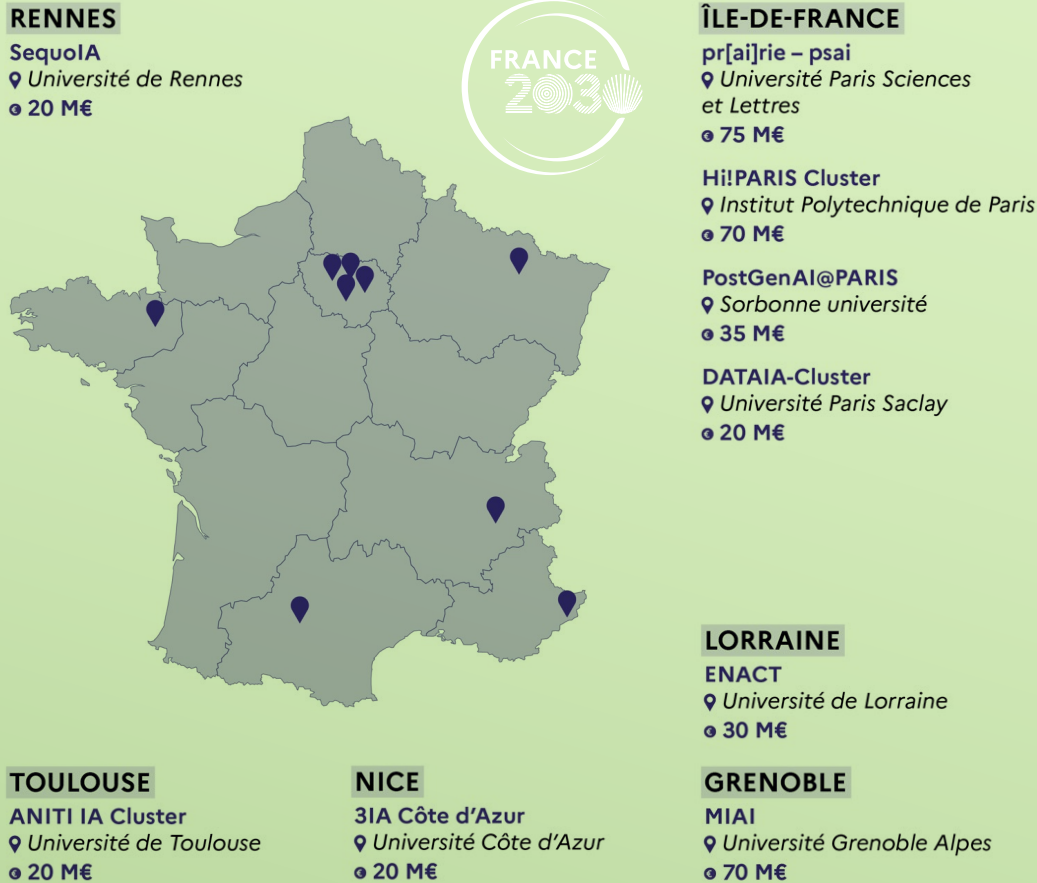 RENNES
SequoIA
Université de Rennes
20 M€
FRANCE
2030
ÎLE-DE-FRANCE
pr[ai]rie – psai
Université Paris Sciences
et Lettres
75 M€
Hi!PARIS Cluster
Institut Polytechnique de Paris
70 M€
PostGenAI@PARIS
Sorbonne université
35 M€
DATAIA-Cluster
Université Paris Saclay
20 M€
LORRAINE
ENACT
Université de Lorraine
30 M€
TOULOUSE
ANITI IA Cluster
Université de Toulouse
20 M€
NICE
3IA Côte d’Azur
Université Côte d’Azur
20 M€
GRENOBLE
MIAI
Université Grenoble Alpes
70 M€